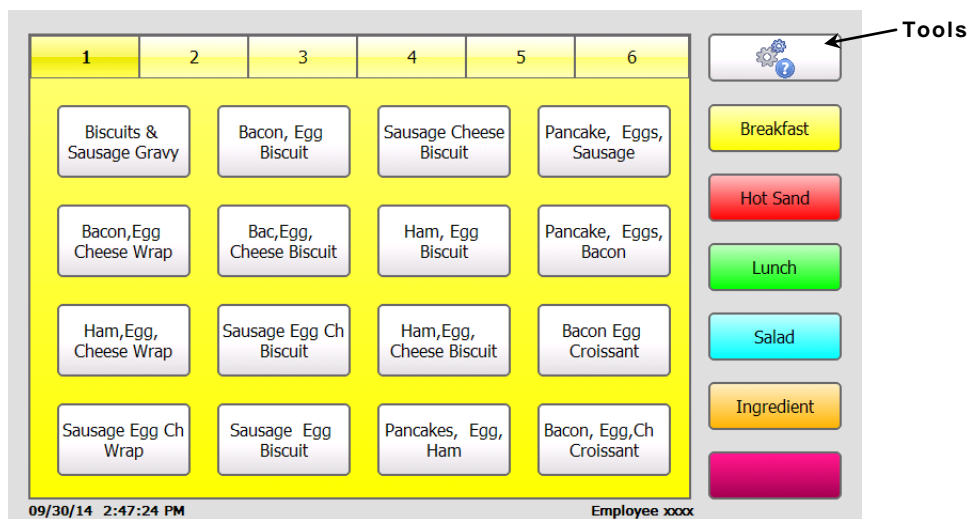 Tools
1 2 3 4 5 6
?
Biscuits &
Sausage Gravy
Bacon, Egg
Biscuit
Sausage Cheese
Biscuit
Pancake, Eggs,
Sausage
Breakfast
Hot Sand
Bacon,Egg
Cheese Wrap
Bac,Egg,
Cheese Biscuit
Ham, Egg
Biscuit
Pancake, Eggs,
Bacon
Lunch
Ham,Egg,
Cheese Wrap
Sausage Egg Ch
Biscuit
Ham,Egg,
Cheese Biscuit
Bacon Egg
Croissant
Salad
Ingredient
Sausage Egg Ch
Wrap
Sausage Egg
Biscuit
Pancakes, Egg,
Ham
Bacon, Egg,Ch
Croissant
09/30/14 2:47:24 PM
Employee xxxx